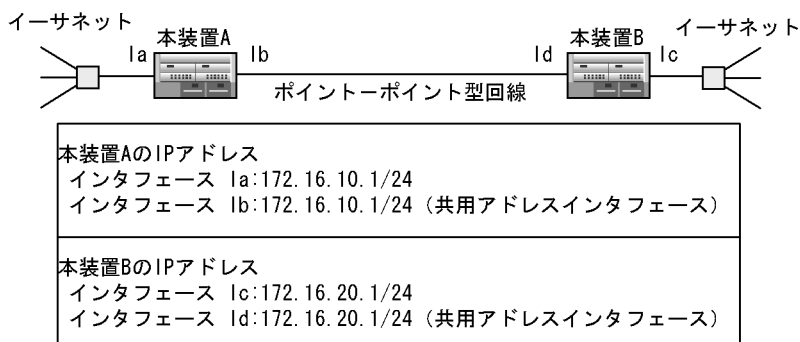 イーサネット
本装置A
本装置B
イーサネット
Ia
Ib
Id
Ic
ポイントーポイント型回線
本装置AのIPアドレス
インタフェース Ia:172.16.10.1/24
インタフェース Ib:172.16.10.1/24 (共用アドレスインタフェース)
本装置BのIPアドレス
インタフェース Ic:172.16.20.1/24
インタフェース Id:172.16.20.1/24 (共用アドレスインタフェース)